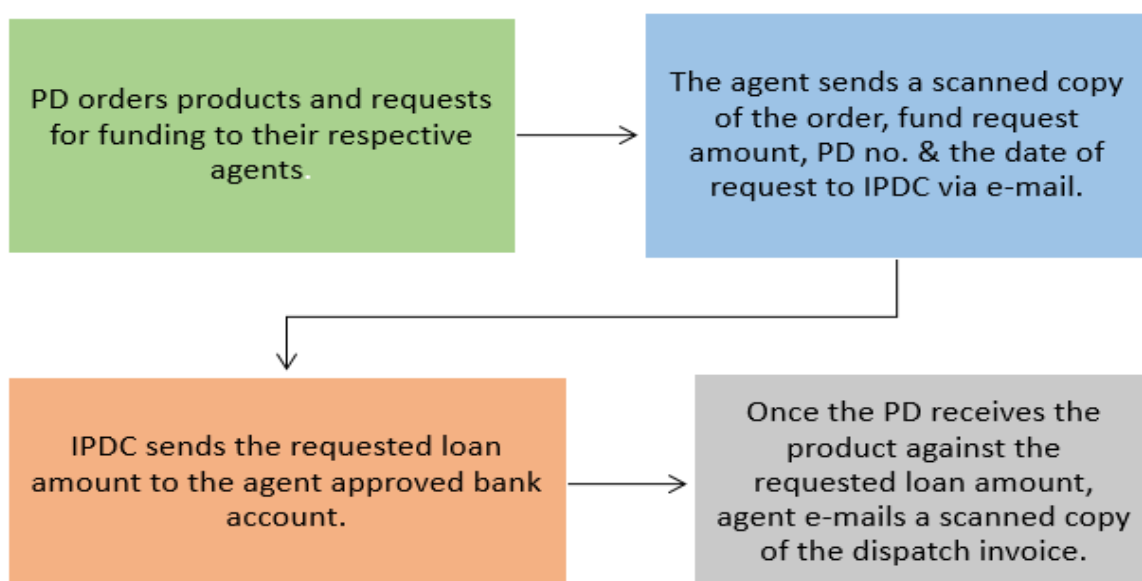 PD orders products and requests
for funding to their respective
agents.
The agent sends a scanned copy
of the order, fund request
amount, PD no. & the date of
request to IPDC via e-mail.
IPDC sends the requested loan
amount to the agent approved bank
account.
Once the PD receives the
product against the
requested loan amount,
agent e-mails a scanned copy
of the dispatch invoice.